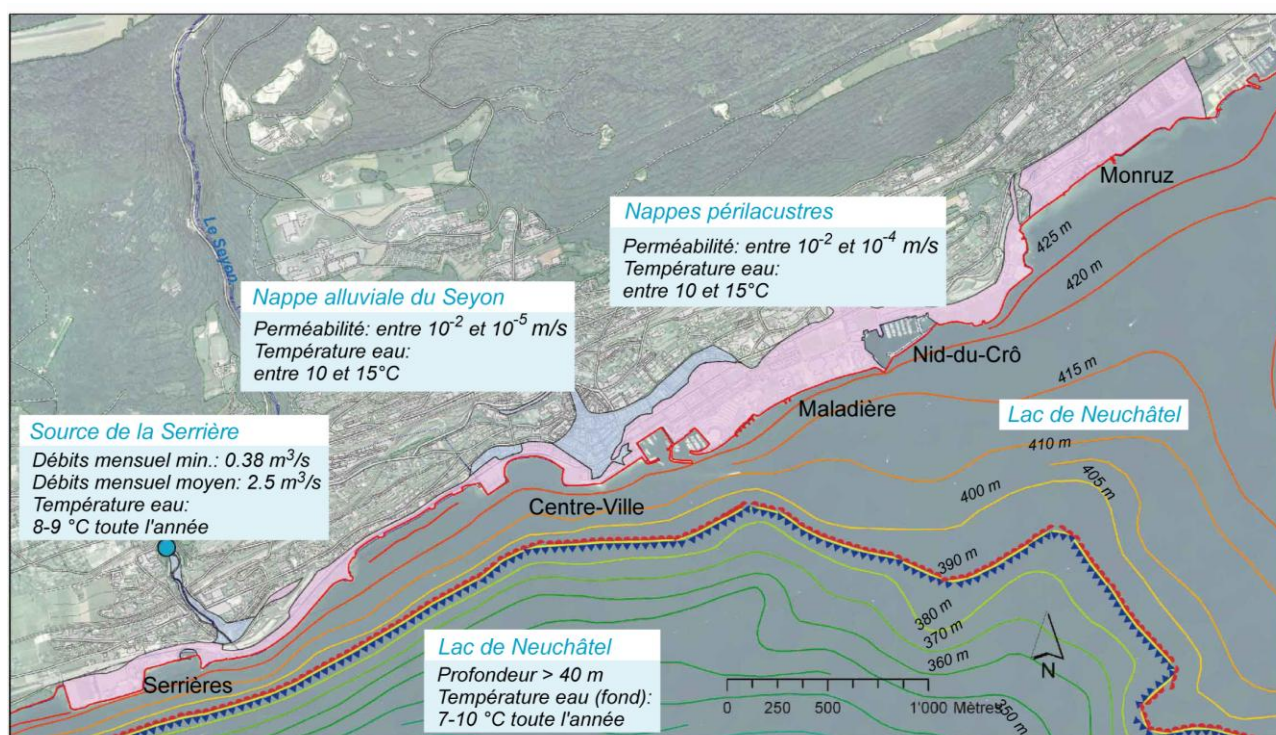 Le Seyon
Nappes périlacustres
Perméabilité: entre 10⁻² et 10⁻⁴ m/s
Température eau:
entre 10 et 15°C
Monruz
425 m
420 m
Nappe alluviale du Seyon
Perméabilité: entre 10⁻² et 10⁻⁵ m/s
Température eau:
entre 10 et 15°C
Nid-du-Crô
415 m
Maladière
Lac de Neuchâtel
Source de la Serrière
Débits mensuel min.: 0.38 m³/s
Débits mensuel moyen: 2.5 m³/s
Température eau:
8-9 °C toute l'année
410 m
405 m
400 m
Centre-Ville
390 m
380 m
370 m
360 m
350 m
Lac de Neuchâtel
Profondeur > 40 m
Température eau (fond):
7-10 °C toute l'année
Serrières
N
0 250 500 1'000 Mètres